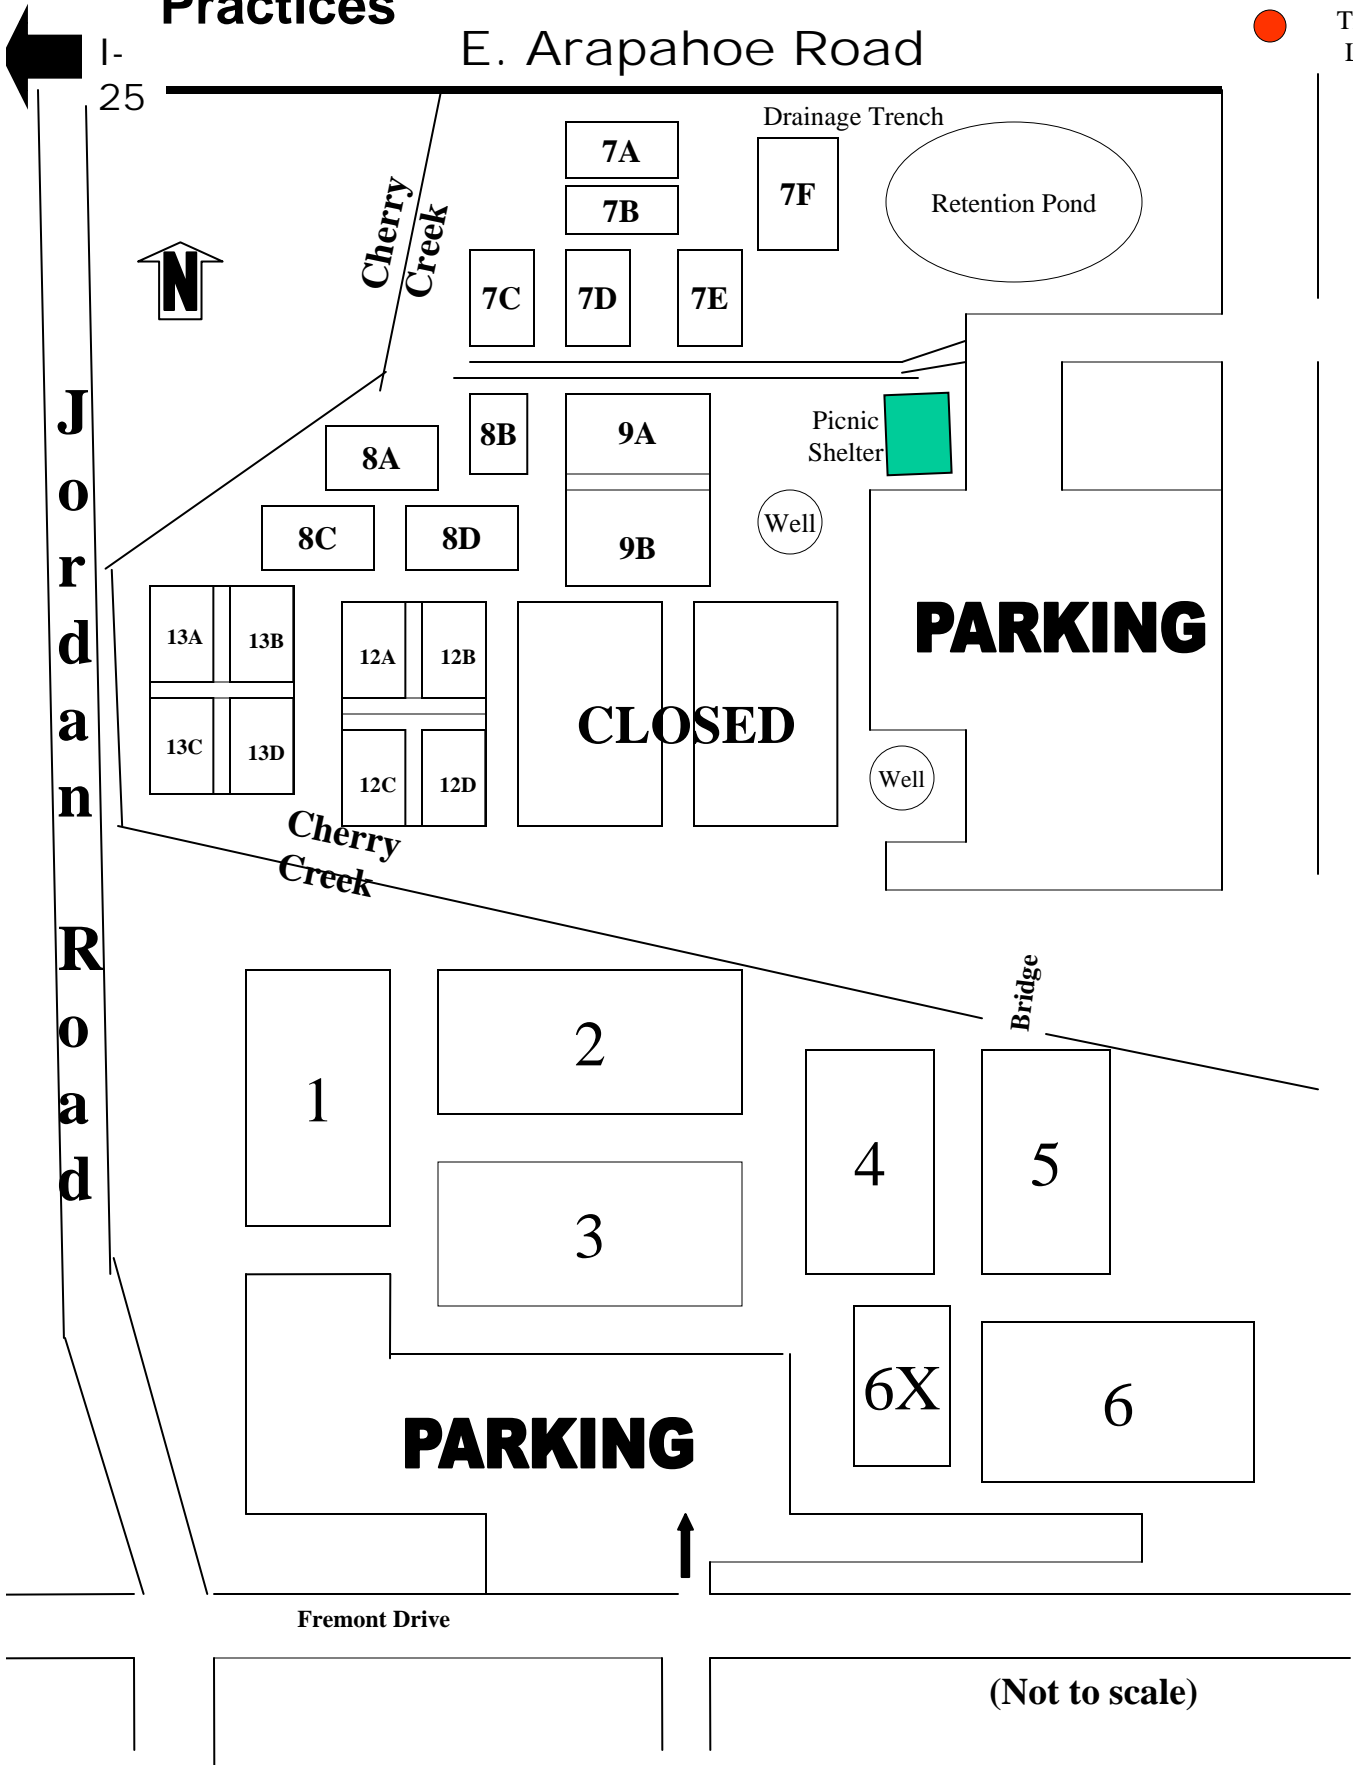 Practices
I-
25
E. Arapahoe Road
Drainage Trench
7A
7B
7F
Retention Pond
Cherry
Creek
N
7C
7D
7E
Jordan Road
8A
8B
9A
Picnic
Shelter
8C
8D
9B
Well
PARKING
13A
13B
12A
12B
CLOSED
13C
13D
12C
12D
Well
Cherry
Creek
Bridge
1
2
3
4
5
6X
6
PARKING
Fremont Drive
(Not to scale)